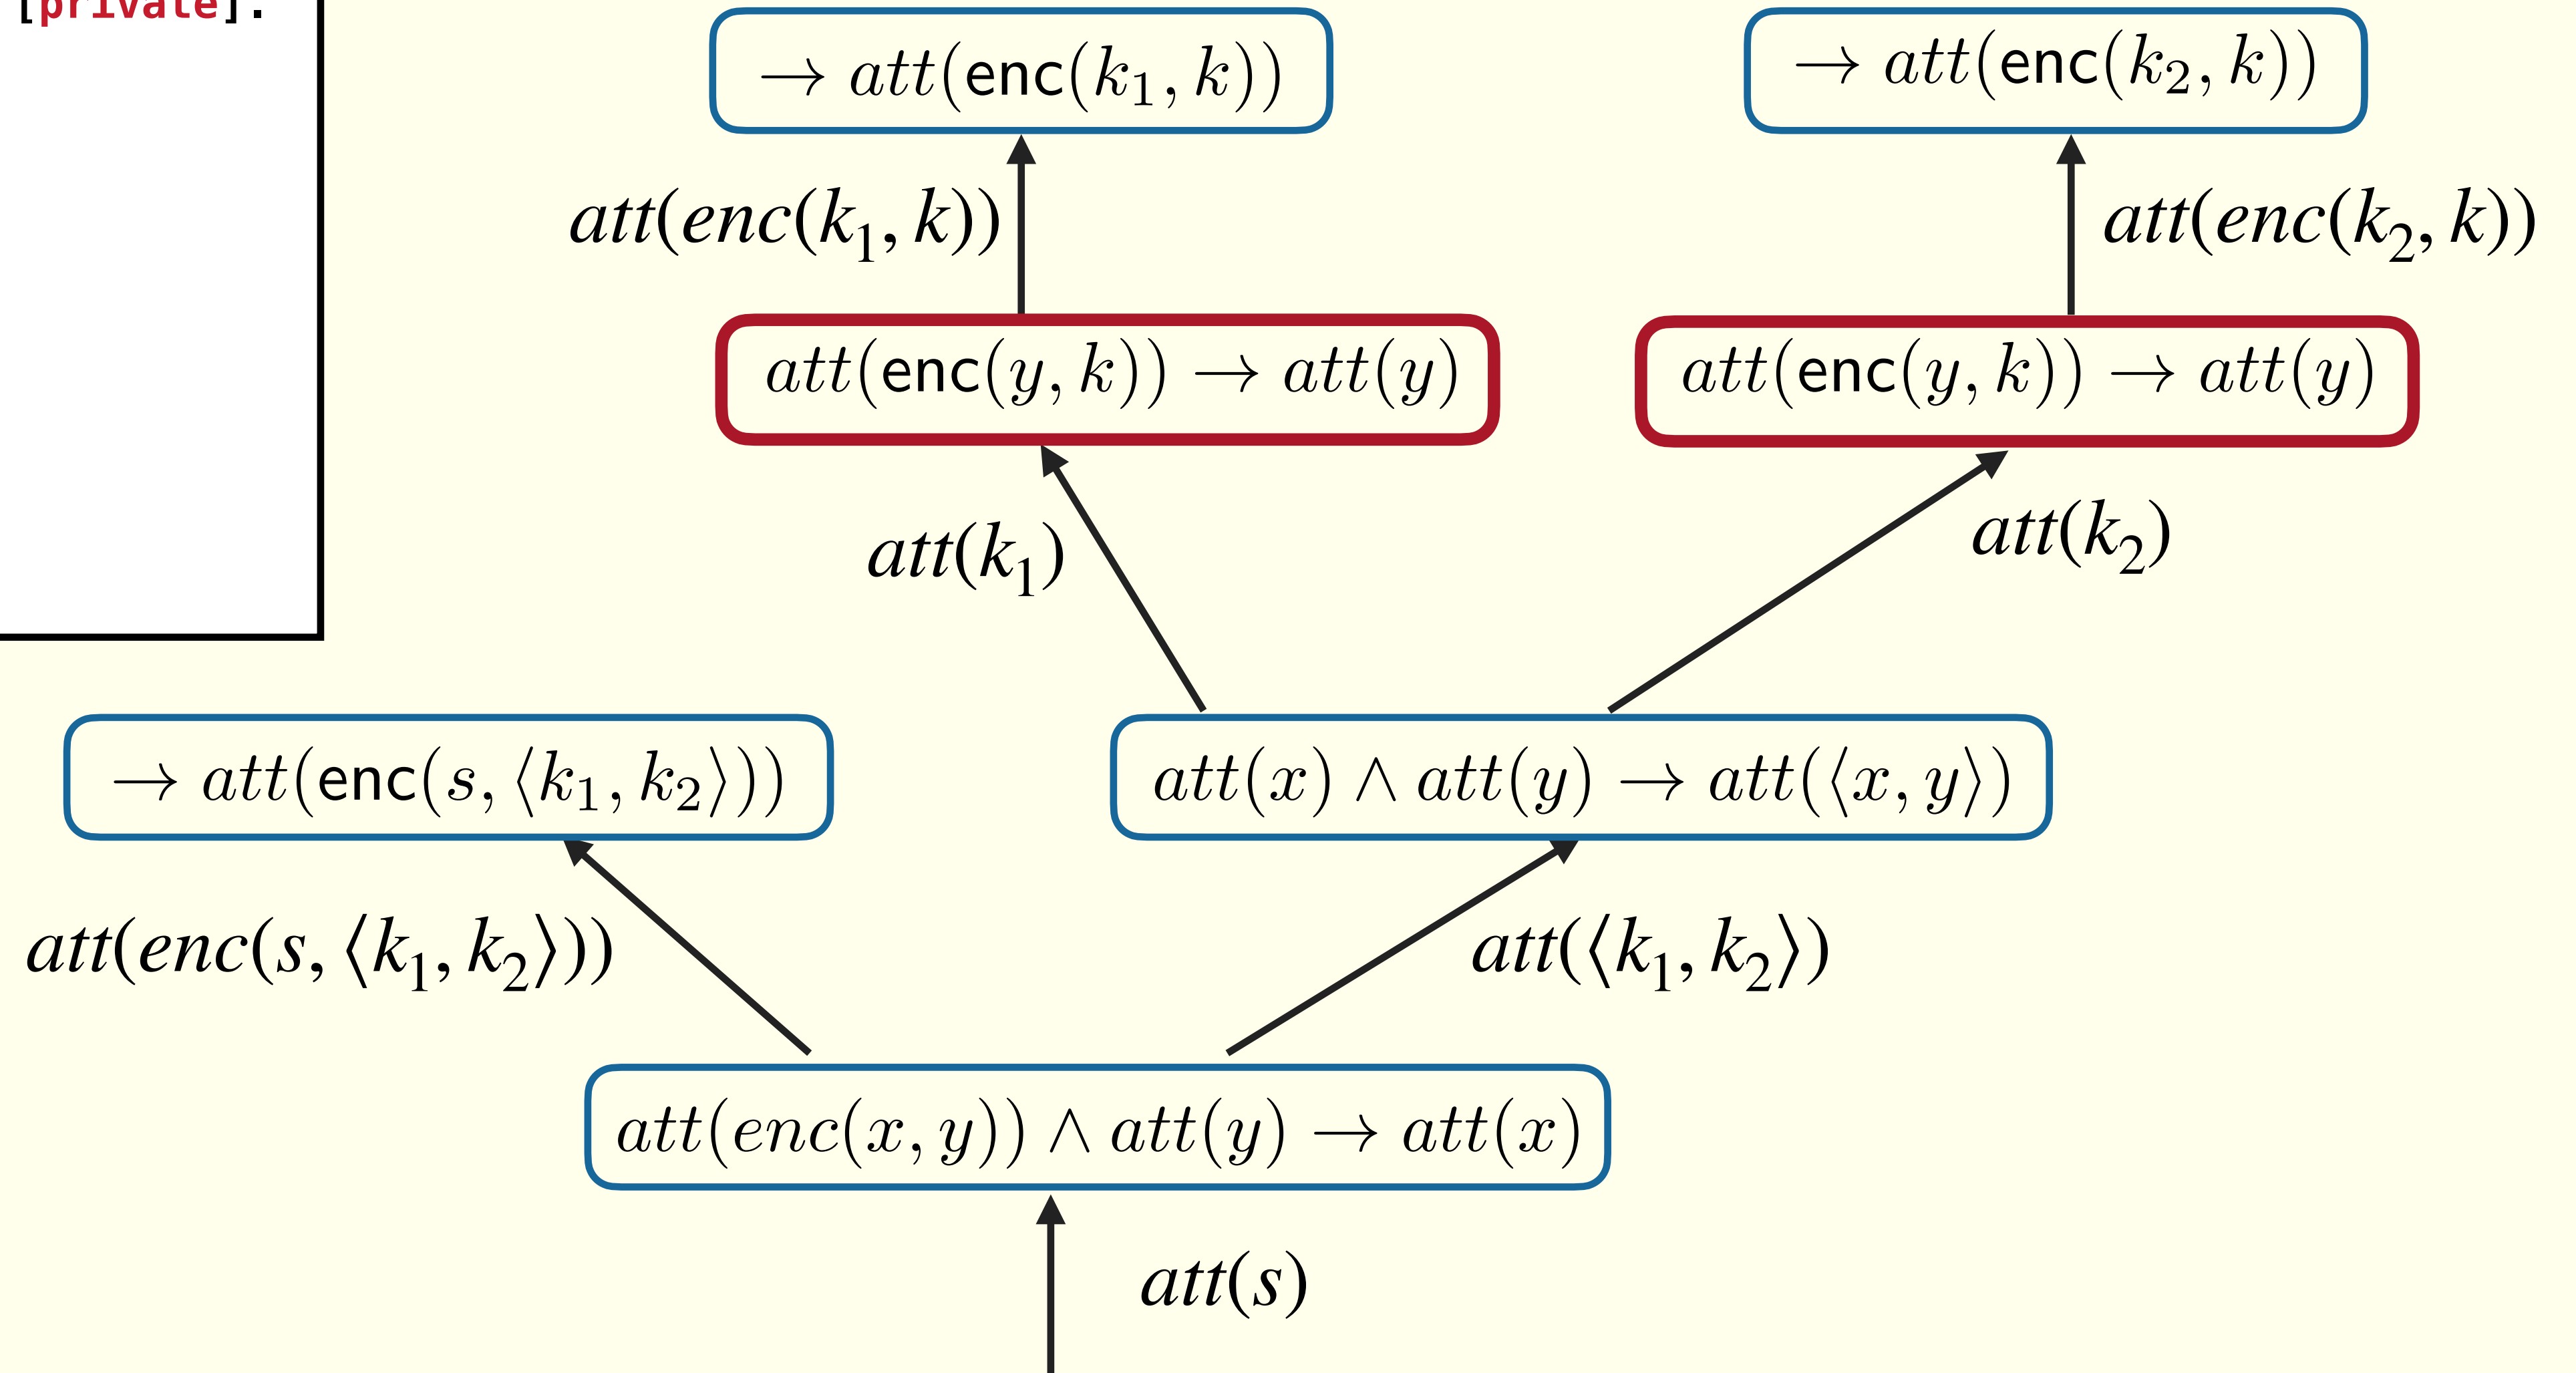 [private].
→ att(enc(k₁, k))
→ att(enc(k₂, k))
att(enc(k₁, k))
att(enc(k₂, k))
att(enc(y, k)) → att(y)
att(enc(y, k)) → att(y)
att(k₁)
att(k₂)
→ att(enc(s, ⟨k₁, k₂⟩))
att(x) ∧ att(y) → att(⟨x, y⟩)
att(enc(s, ⟨k₁, k₂⟩))
att(⟨k₁, k₂⟩)
att(enc(x, y)) ∧ att(y) → att(x)
att(s)